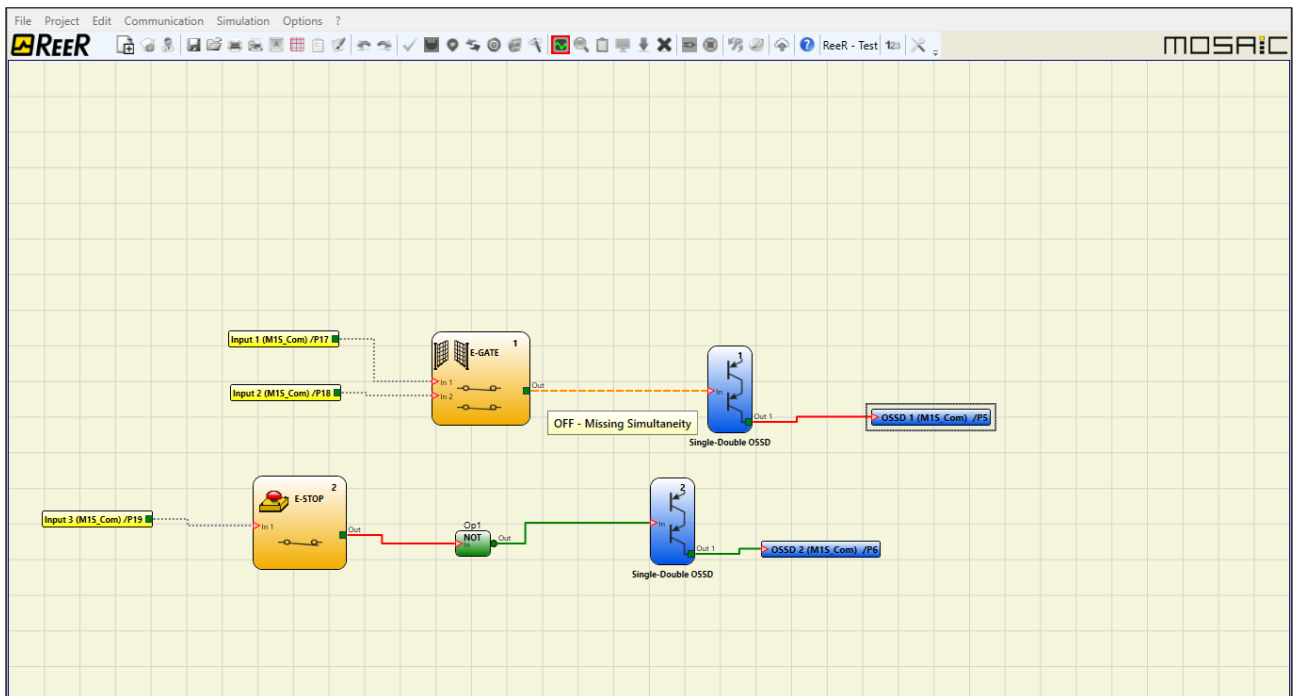 File Project Edit Communication Simulation Options ?
REER ReeR - Test 123 MOSAIC
Input 1 (M1S_Com) /P17
1
E-GATE
In 1
In 2
Out
Input 2 (M1S_Com) /P18
OFF - Missing Simultaneity
1
In
Out 1
Single-Double OSSD
OSSD 1 (M1S_Com) /P5
Input 3 (M1S_Com) /P19
2
E-STOP
In 1
Out
Op1
NOT
In
Out
2
In
Out 1
Single-Double OSSD
OSSD 2 (M1S_Com) /P6